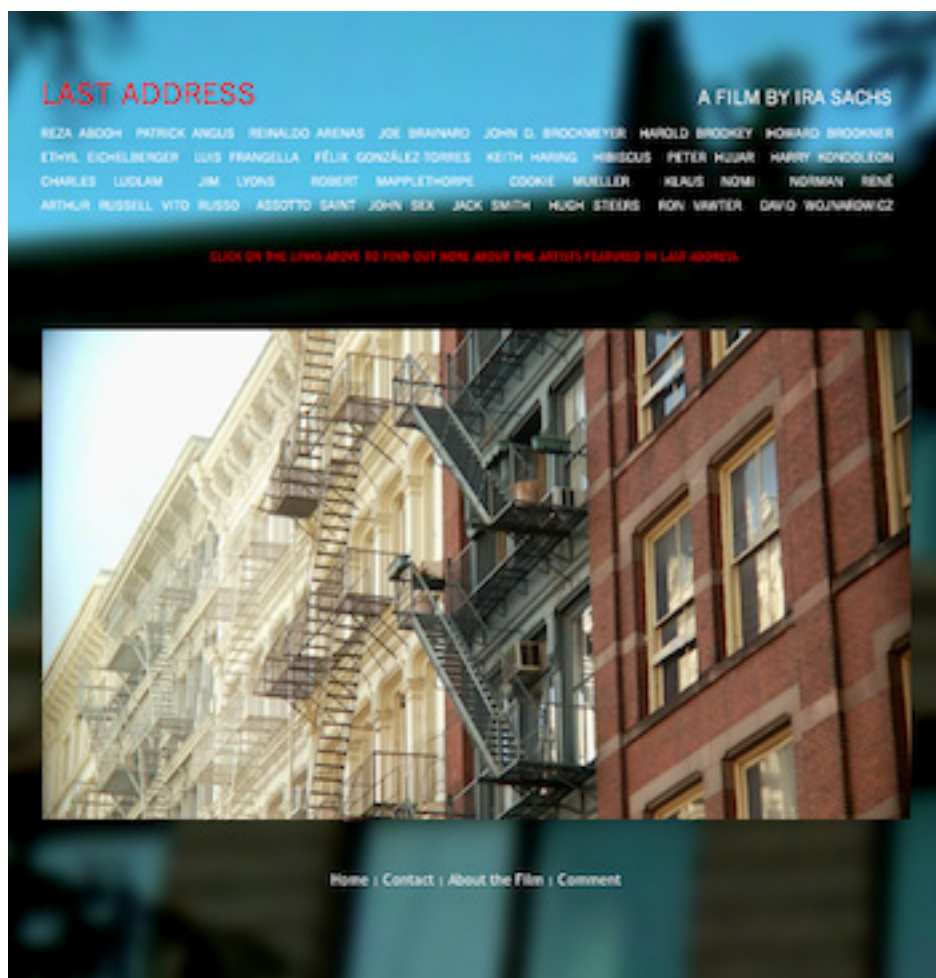 LAST ADDRESS
A FILM BY IRA SACHS
REZA ABDOH PATRICK ANGUS REINALDO ARENAS JOE BRAINARD JOHN D. BROCKMEYER HAROLD BRODKEY HOWARD BROOKNER
ETHYL EICHELBERGER LUIS FRANGELLA FÉLIX GONZÁLEZ-TORRES KEITH HARING HIBISCUS PETER HUJAR HARRY KONDOLEON
CHARLES LUDLAM JIM LYONS ROBERT MAPPLETHORPE COOKIE MUELLER KLAUS NOMI NORMAN RENÉ
ARTHUR RUSSELL VITO RUSSO ASSOTTO SAINT JOHN SEX JACK SMITH HUGH STEERS RON VAWTER DAVID WOJNAROWICZ
CLICK ON THE LINKS ABOVE TO FIND OUT MORE ABOUT THE ARTISTS FEATURED IN LAST ADDRESS
Home | Contact | About the Film | Comment